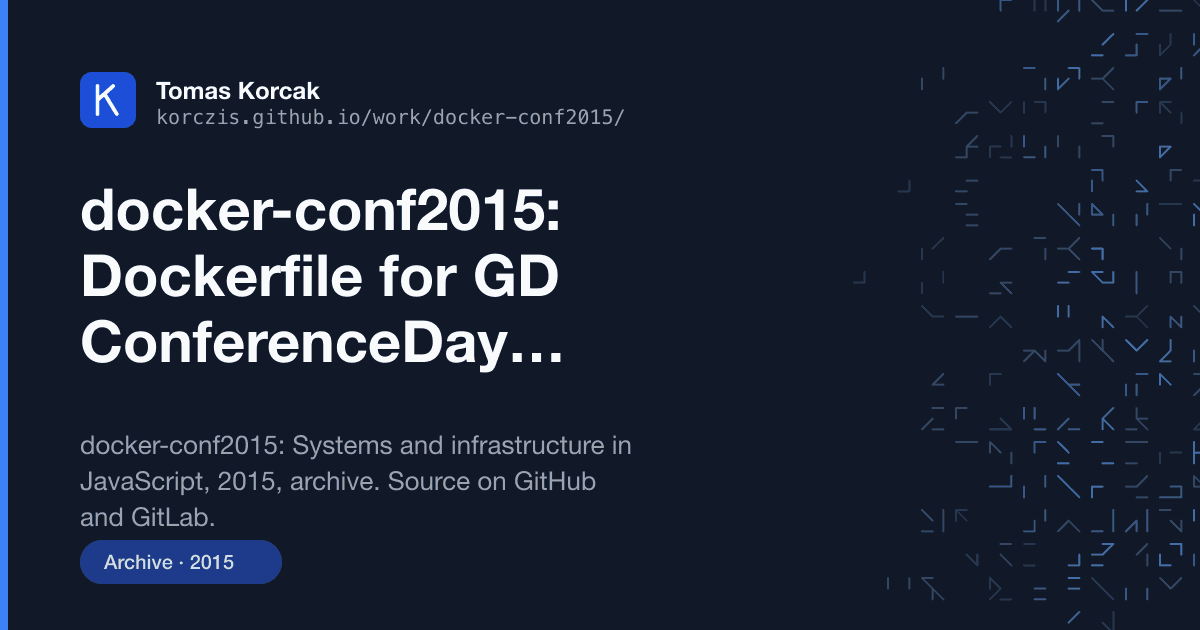 K
Tomas Korcak
korczis.github.io/work/docker-conf2015/
docker-conf2015:
Dockerfile for GD
ConferenceDay…
docker-conf2015: Systems and infrastructure in
JavaScript, 2015, archive. Source on GitHub
and GitLab.
Archive · 2015